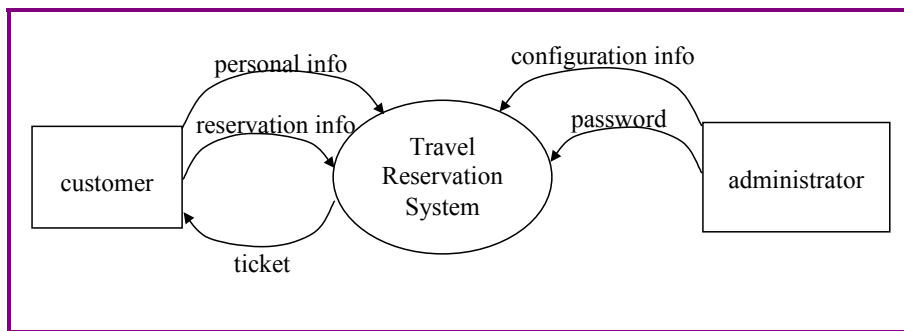 personal info
configuration info
reservation info
password
customer
Travel
Reservation
System
administrator
ticket